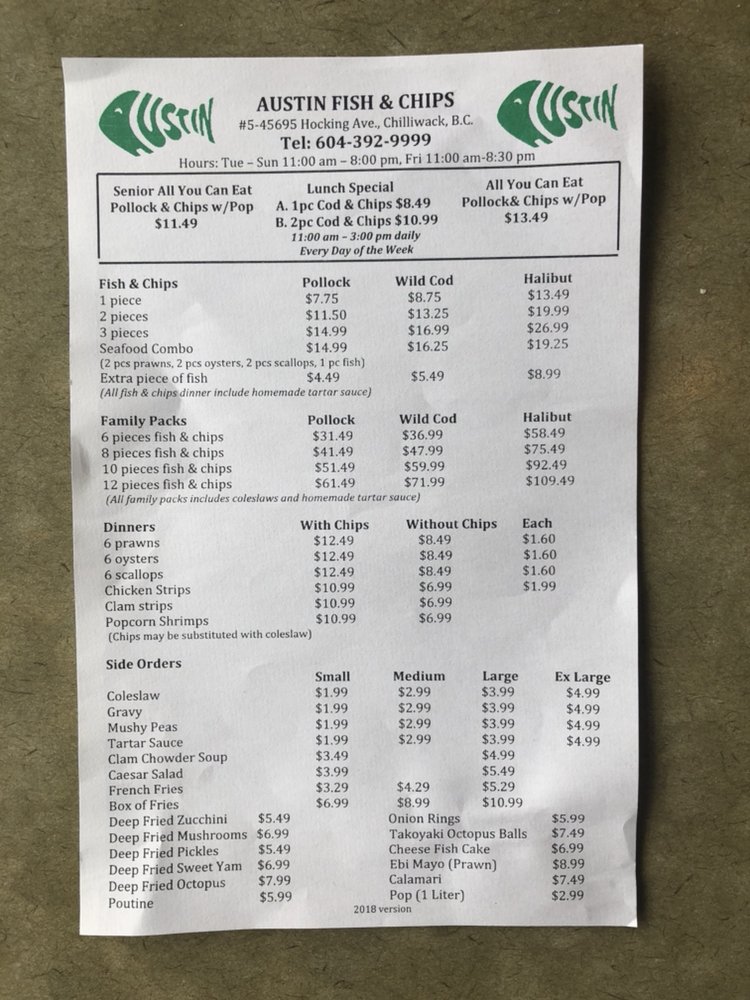 AUSTIN
AUSTIN FISH & CHIPS
AUSTIN
#5-45695 Hocking Ave., Chilliwack, B.C.
Tel: 604-392-9999
Hours: Tue – Sun 11:00 am – 8:00 pm, Fri 11:00 am-8:30 pm
Senior All You Can Eat
Pollock & Chips w/Pop
$11.49
Lunch Special
A. 1pc Cod & Chips $8.49
B. 2pc Cod & Chips $10.99
11:00 am – 3:00 pm daily
Every Day of the Week
All You Can Eat
Pollock& Chips w/Pop
$13.49
Fish & Chips Pollock Wild Cod Halibut
1 piece $7.75 $8.75 $13.49
2 pieces $11.50 $13.25 $19.99
3 pieces $14.99 $16.99 $26.99
Seafood Combo $14.99 $16.25 $19.25
(2 pcs prawns, 2 pcs oysters, 2 pcs scallops, 1 pc fish)
Extra piece of fish $4.49 $5.49 $8.99
(All fish & chips dinner include homemade tartar sauce)
Family Packs Pollock Wild Cod Halibut
6 pieces fish & chips $31.49 $36.99 $58.49
8 pieces fish & chips $41.49 $47.99 $75.49
10 pieces fish & chips $51.49 $59.99 $92.49
12 pieces fish & chips $61.49 $71.99 $109.49
(All family packs includes coleslaws and homemade tartar sauce)
Dinners With Chips Without Chips Each
6 prawns $12.49 $8.49 $1.60
6 oysters $12.49 $8.49 $1.60
6 scallops $12.49 $8.49 $1.60
Chicken Strips $10.99 $6.99 $1.99
Clam strips $10.99 $6.99
Popcorn Shrimps $10.99 $6.99
(Chips may be substituted with coleslaw)
Side Orders
Small Medium Large Ex Large
Coleslaw $1.99 $2.99 $3.99 $4.99
Gravy $1.99 $2.99 $3.99 $4.99
Mushy Peas $1.99 $2.99 $3.99 $4.99
Tartar Sauce $1.99 $2.99 $3.99 $4.99
Clam Chowder Soup $3.49 $4.99
Caesar Salad $3.99 $5.49
French Fries $3.29 $4.29 $5.29
Box of Fries $6.99 $8.99 $10.99
Deep Fried Zucchini $5.49 Onion Rings $5.99
Deep Fried Mushrooms $6.99 Takoyaki Octopus Balls $7.49
Deep Fried Pickles $5.49 Cheese Fish Cake $6.99
Deep Fried Sweet Yam $6.99 Ebi Mayo (Prawn) $8.99
Deep Fried Octopus $7.99 Calamari $7.49
Poutine $5.99 Pop (1 Liter) $2.99
2018 version